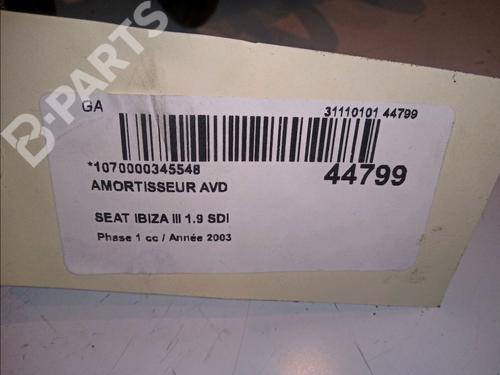 B-PARTS
GA
31110101 44799
*1070000345548
44799
AMORTISSEUR AVD
SEAT IBIZA III 1.9 SDI
Phase 1 cc / Année 2003